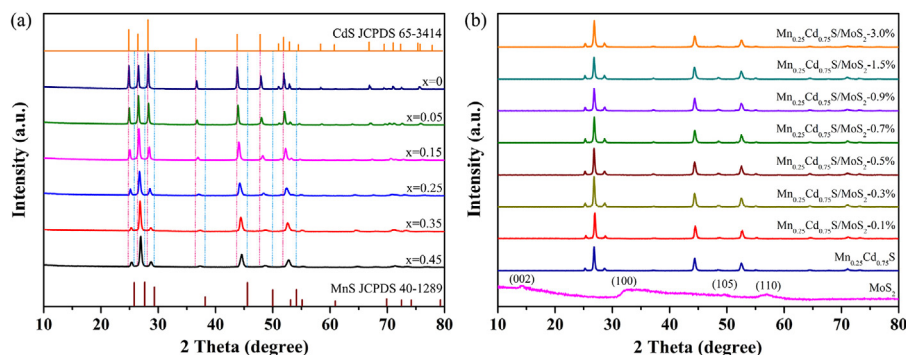 (a)
CdS JCPDS 65-3414
x=0
x=0.05
x=0.15
x=0.25
x=0.35
x=0.45
MnS JCPDS 40-1289
Intensity (a.u.)
10 20 30 40 50 60 70 80
2 Theta (degree)
(b)
Mn0.25Cd0.75S/MoS2-3.0%
Mn0.25Cd0.75S/MoS2-1.5%
Mn0.25Cd0.75S/MoS2-0.9%
Mn0.25Cd0.75S/MoS2-0.7%
Mn0.25Cd0.75S/MoS2-0.5%
Mn0.25Cd0.75S/MoS2-0.3%
Mn0.25Cd0.75S/MoS2-0.1%
Mn0.25Cd0.75S
(002) (100) (105) (110) MoS2
Intensity (a.u.)
10 20 30 40 50 60 70 80
2 Theta (degree)